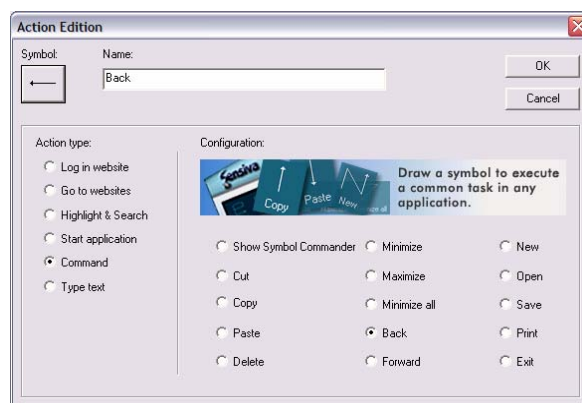 Action Edition
Symbol:
Name:
Back
OK
Cancel
Action type:
Log in website
Go to websites
Highlight & Search
Start application
Command
Type text
Configuration:
Sensiva
Copy
Paste
New
Draw a symbol to execute
a common task in any
application.
Show Symbol Commander
Minimize
New
Cut
Maximize
Open
Copy
Minimize all
Save
Paste
Back
Print
Delete
Forward
Exit